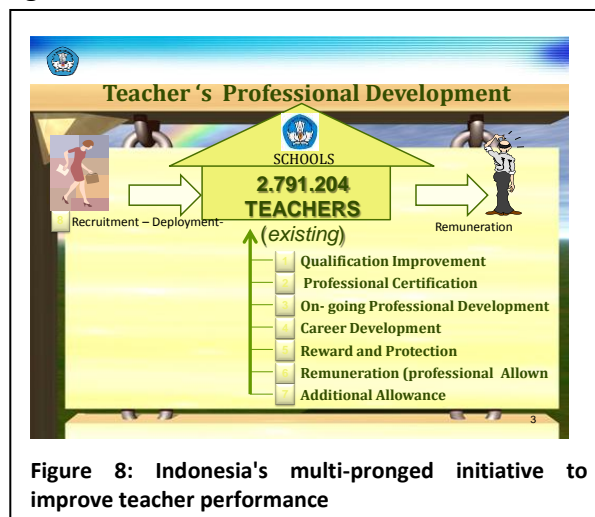 Teacher ‘s Professional Development
SCHOOLS
2.791.204
TEACHERS
(existing)
8 Recruitment – Deployment-
Remuneration
1 Qualification Improvement
2 Professional Certification
3 On- going Professional Development
4 Career Development
5 Reward and Protection
6 Remuneration (professional Allown
7 Additional Allowance
3
Figure 8: Indonesia's multi-pronged initiative to
improve teacher performance